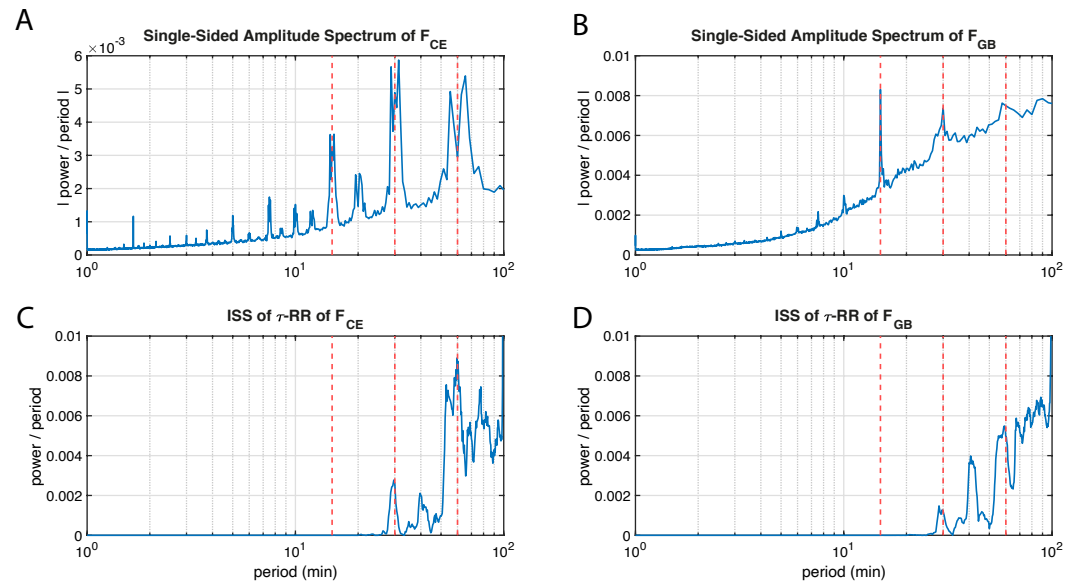 A
Single-Sided Amplitude Spectrum of F_CE
×10^-3
6
5
4
3
2
1
0
| power / period |
10^0
10^1
10^2
B
Single-Sided Amplitude Spectrum of F_GB
0.01
0.008
0.006
0.004
0.002
0
| power / period |
10^0
10^1
10^2
C
ISS of τ-RR of F_CE
0.01
0.008
0.006
0.004
0.002
0
power / period
10^0
10^1
10^2
period (min)
D
ISS of τ-RR of F_GB
0.01
0.008
0.006
0.004
0.002
0
power / period
10^0
10^1
10^2
period (min)